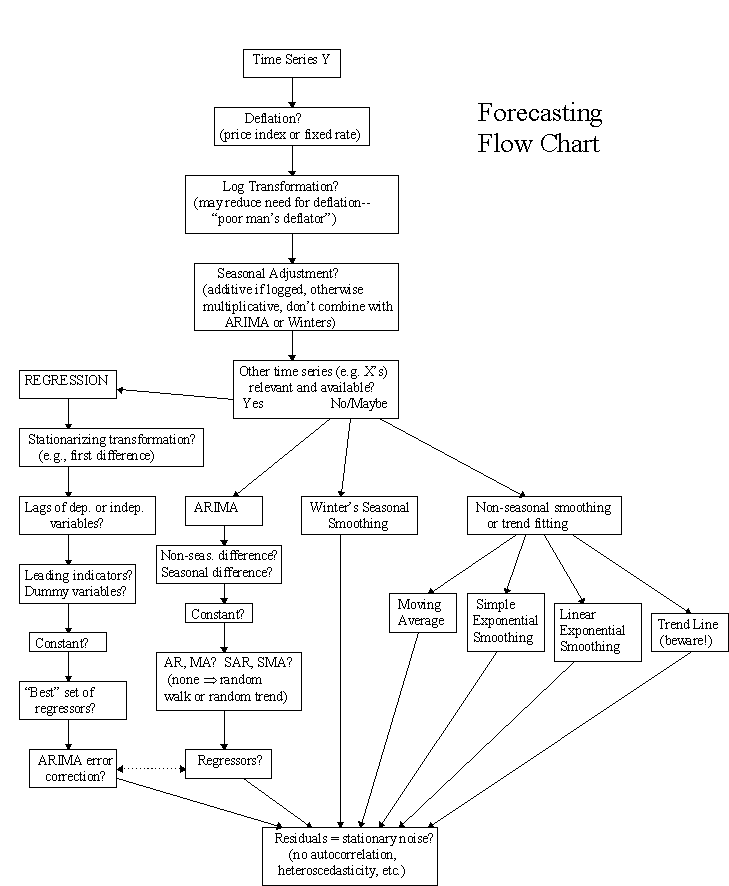 Time Series Y
Forecasting
Flow Chart
Deflation?
(price index or fixed rate)
Log Transformation?
(may reduce need for deflation--
“poor man’s deflator”)
Seasonal Adjustment?
(additive if logged, otherwise
multiplicative, don’t combine with
ARIMA or Winters)
Other time series (e.g. X’s)
relevant and available?
Yes No/Maybe
REGRESSION
Stationarizing transformation?
(e.g., first difference)
Lags of dep. or indep.
variables?
Leading indicators?
Dummy variables?
Constant?
“Best” set of
regressors?
ARIMA error
correction?
ARIMA
Non-seas. difference?
Seasonal difference?
Constant?
AR, MA? SAR, SMA?
(none ⇒ random
walk or random trend)
Regressors?
Winter’s Seasonal
Smoothing
Non-seasonal smoothing
or trend fitting
Moving
Average
Simple
Exponential
Smoothing
Linear
Exponential
Smoothing
Trend Line
(beware!)
Residuals = stationary noise?
(no autocorrelation,
heteroscedasticity, etc.)